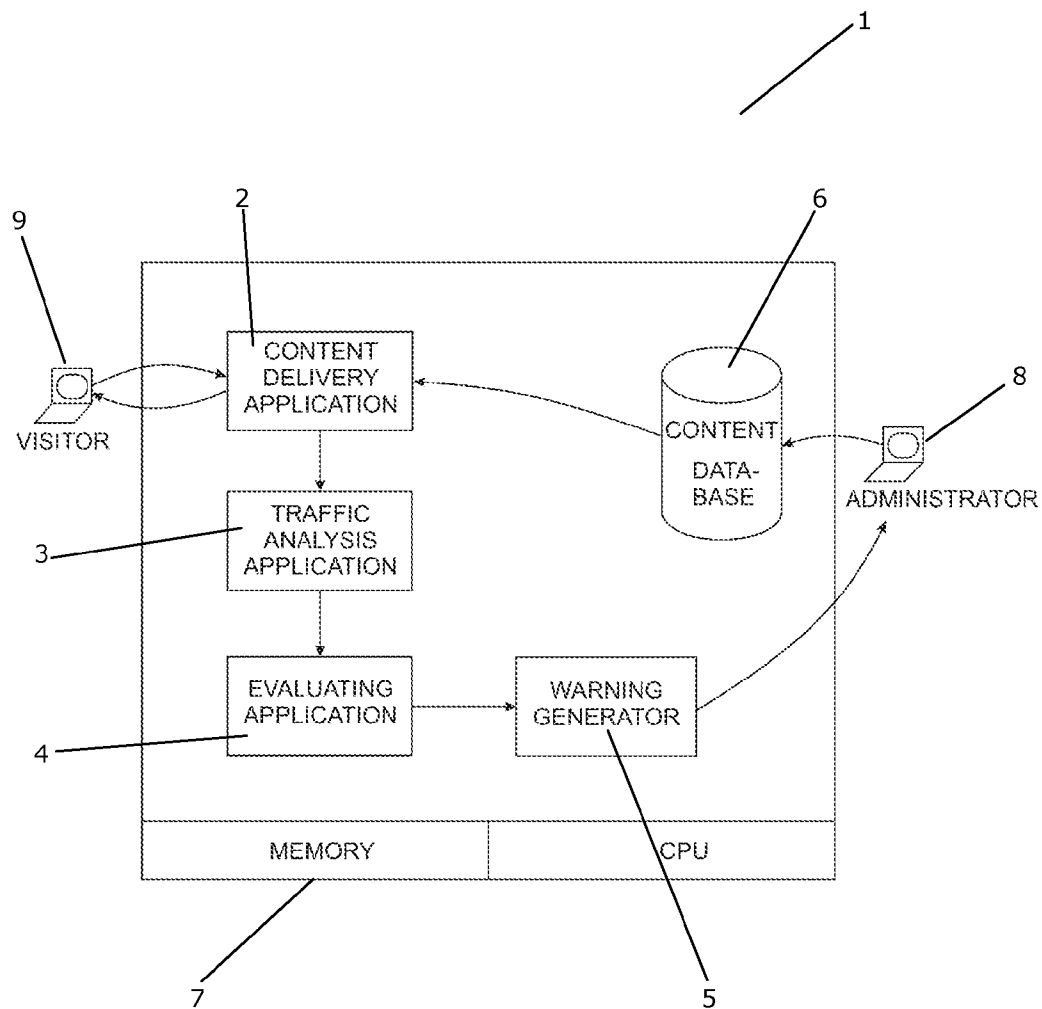 1
2
6
9
CONTENT
DELIVERY
APPLICATION
8
VISITOR
CONTENT
DATA-
BASE
ADMINISTRATOR
TRAFFIC
ANALYSIS
APPLICATION
3
EVALUATING
APPLICATION
WARNING
GENERATOR
4
MEMORY
CPU
7
5